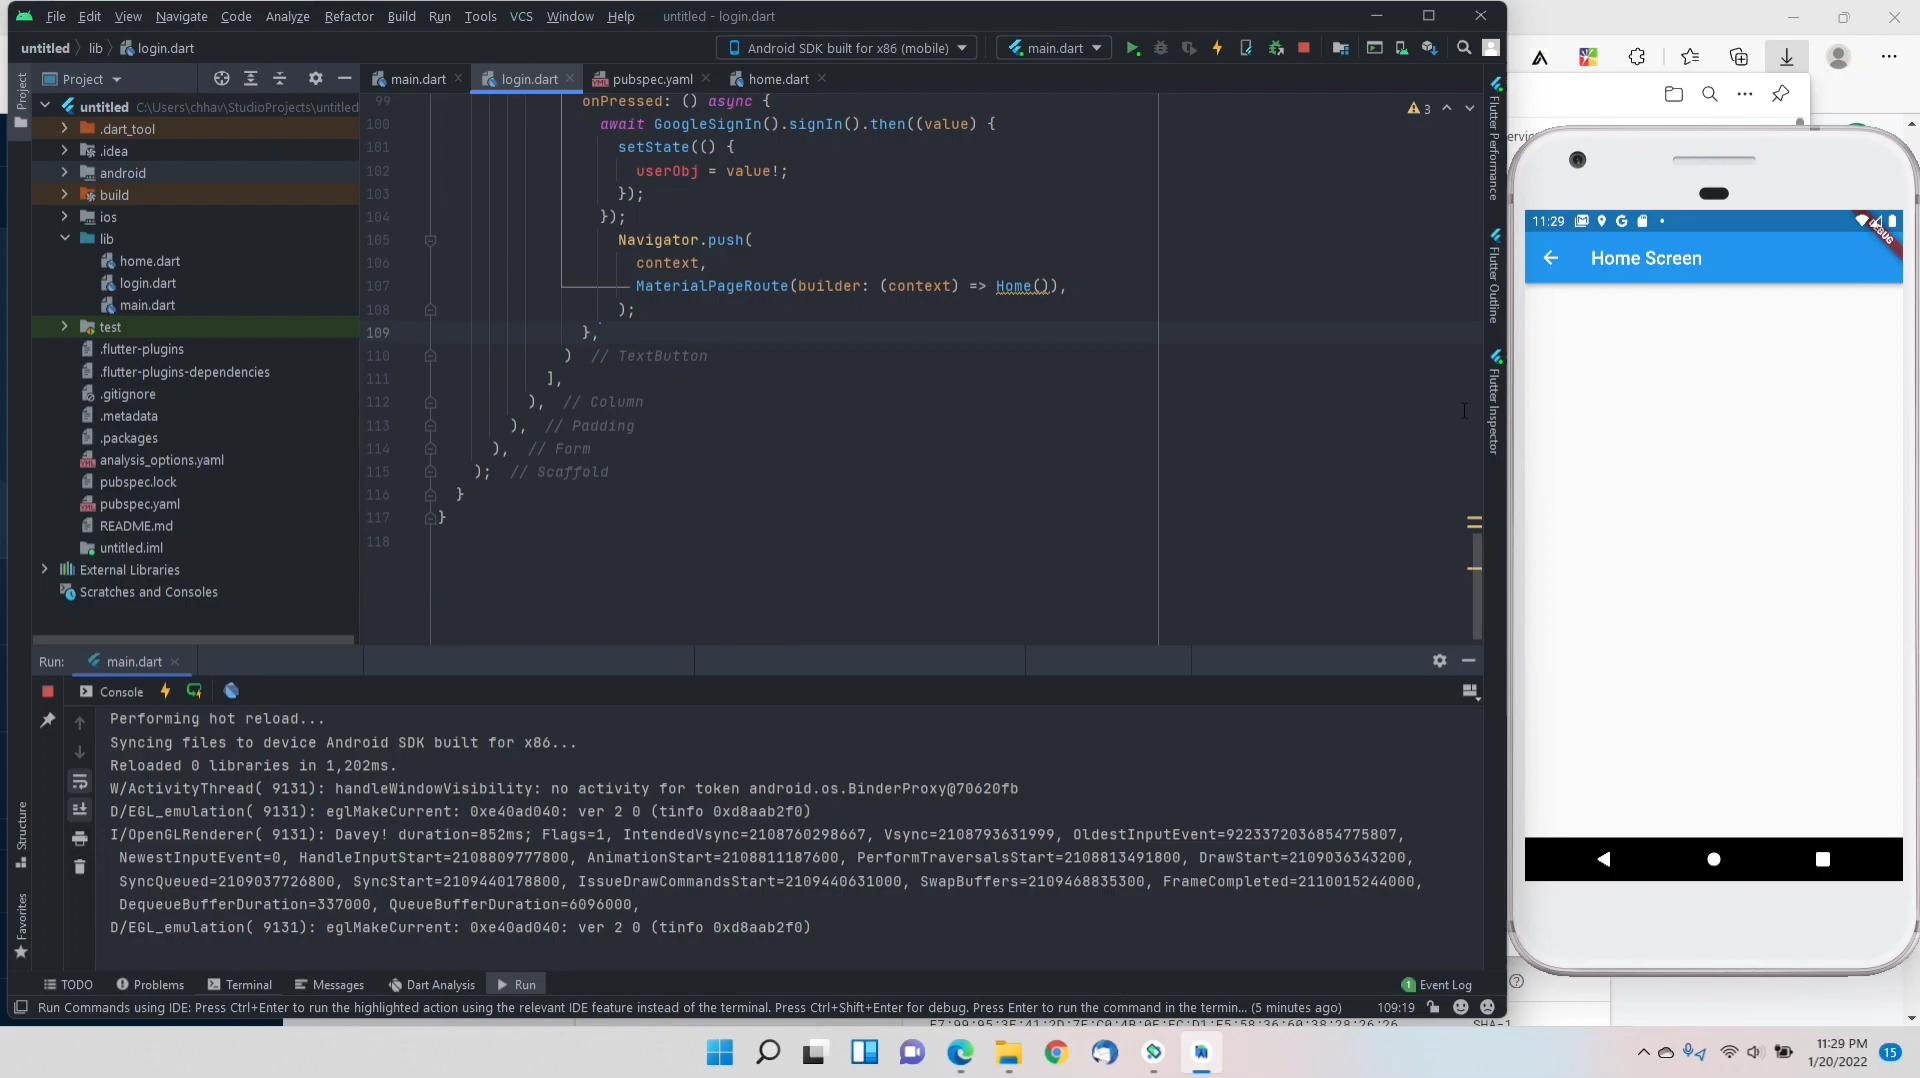 File Edit View Navigate Code Analyze Refactor Build Run Tools VCS Window Help untitled - login.dart
untitled lib login.dart
Android SDK built for x86 (mobile) main.dart
Project
main.dart login.dart pubspec.yaml home.dart
Project
untitled C:\Users\chhav\StudioProjects\untitled
.dart_tool
.idea
android
build
ios
lib
home.dart
login.dart
main.dart
test
.flutter-plugins
.flutter-plugins-dependencies
.gitignore
.metadata
.packages
analysis_options.yaml
pubspec.lock
pubspec.yaml
README.md
untitled.iml
External Libraries
Scratches and Consoles
99 onPressed: () async {
100 await GoogleSignIn().signIn().then((value) {
101 setState(() {
102 userObj = value!;
103 });
104 });
105 Navigator.push(
106 context,
107 MaterialPageRoute(builder: (context) => Home()),
108 );
109 },
110 ) // TextButton
111 ],
112 ), // Column
113 ), // Padding
114 ), // Form
115 ); // Scaffold
116 }
117 }
118
3
Flutter Performance
Flutter Outline
Flutter Inspector
11:29 G
DEBUG
Home Screen
Run: main.dart
Console
Performing hot reload...
Syncing files to device Android SDK built for x86...
Reloaded 0 libraries in 1,202ms.
W/ActivityThread( 9131): handleWindowVisibility: no activity for token android.os.BinderProxy@70620fb
D/EGL_emulation( 9131): eglMakeCurrent: 0xe40ad040: ver 2 0 (tinfo 0xd8aab2f0)
I/OpenGLRenderer( 9131): Davey! duration=852ms; Flags=1, IntendedVsync=2108760298667, Vsync=2108793631999, OldestInputEvent=9223372036854775807,
NewestInputEvent=0, HandleInputStart=2108809777800, AnimationStart=2108811187600, PerformTraversalsStart=2108813491800, DrawStart=2109036343200,
SyncQueued=2109037726800, SyncStart=2109440178800, IssueDrawCommandsStart=2109440631000, SwapBuffers=2109468835300, FrameCompleted=2110015244000,
DequeueBufferDuration=337000, QueueBufferDuration=6096000,
D/EGL_emulation( 9131): eglMakeCurrent: 0xe40ad040: ver 2 0 (tinfo 0xd8aab2f0)
Structure
Favorites
TODO Problems Terminal Messages Dart Analysis Run 1 Event Log
Run Commands using IDE: Press Ctrl+Enter to run the highlighted action using the relevant IDE feature instead of the terminal. Press Ctrl+Shift+Enter for debug. Press Enter to run the command in the termin... (5 minutes ago) 109:19
SHA-1
11:29 PM
1/20/2022
15